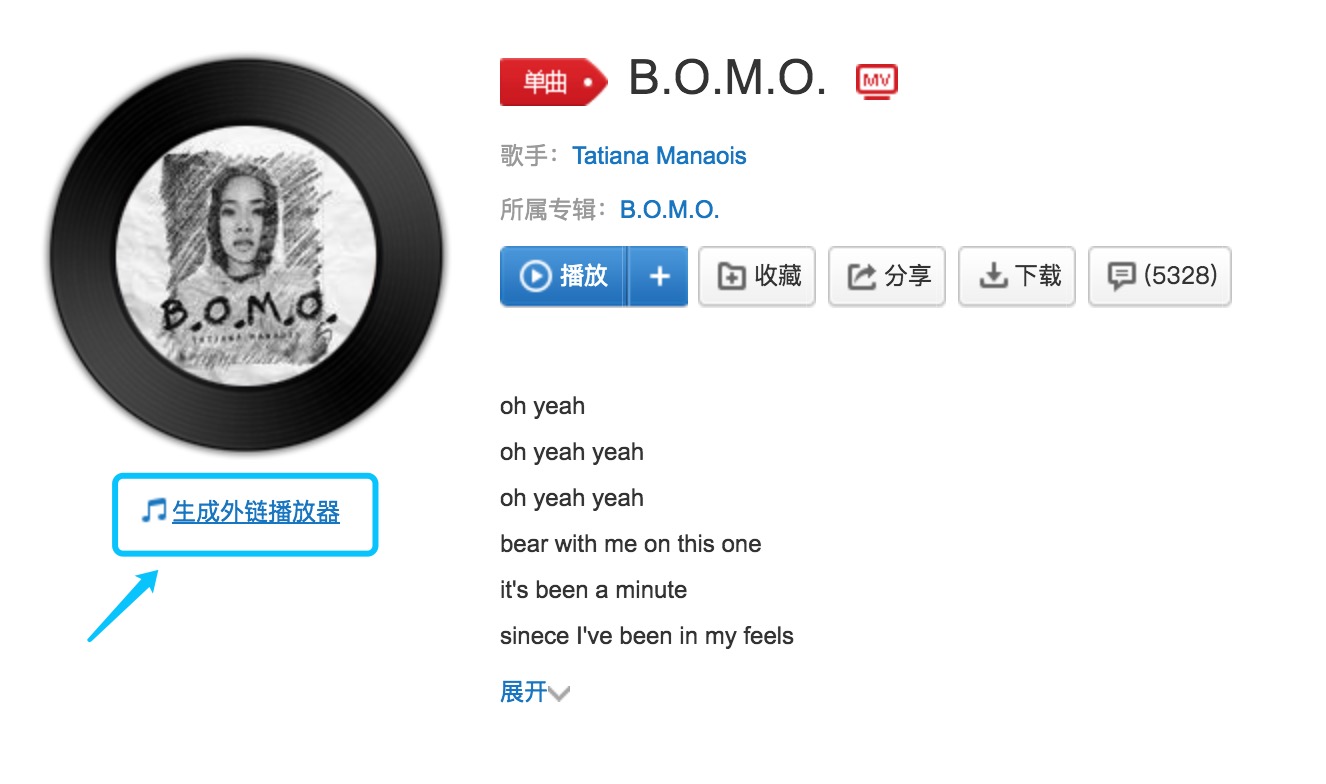 单曲 B.O.M.O. MV
歌手： Tatiana Manaois
所属专辑： B.O.M.O.
播放 + 收藏 分享 下载 (5328)
B.O.M.O.
TATIANA MANAOIS
生成外链播放器
oh yeah
oh yeah yeah
oh yeah yeah
bear with me on this one
it's been a minute
sinece I've been in my feels
展开